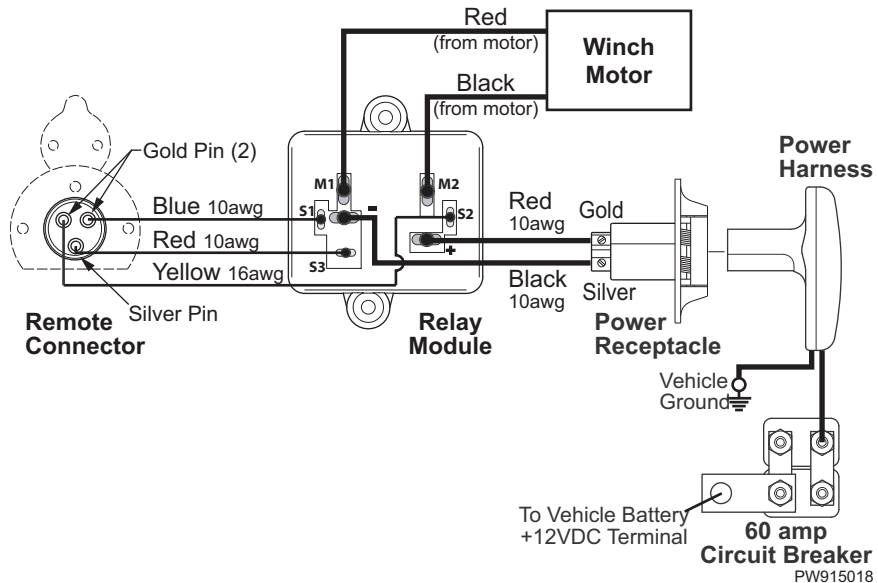 Red
(from motor)
Winch
Motor
Black
(from motor)
Power
Harness
Gold Pin (2)
M1
M2
Blue 10awg
S1
-
S2
Red
10awg
Gold
Red 10awg
S3
+
Yellow 16awg
Black
10awg
Silver
Silver Pin
Remote
Connector
Relay
Module
Power
Receptacle
Vehicle
Ground
To Vehicle Battery
+12VDC Terminal
60 amp
Circuit Breaker
PW915018